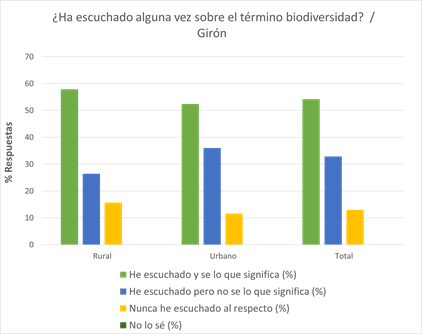 ¿Ha escuchado alguna vez sobre el término biodiversidad? /
Girón
% Respuestas
70
60
50
40
30
20
10
0
Rural
Urbano
Total
He escuchado y se lo que significa (%)
He escuchado pero no se lo que significa (%)
Nunca he escuchado al respecto (%)
No lo sé (%)